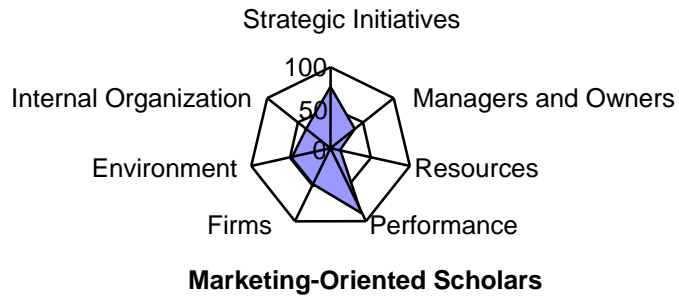 Strategic Initiatives
100
Internal Organization
Managers and Owners
50
0
Environment
Resources
Firms
Performance
Marketing-Oriented Scholars